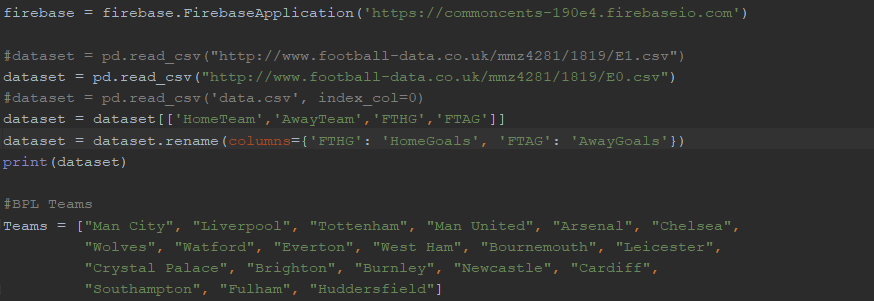 firebase = firebase.FirebaseApplication('https://commoncents-190e4.firebaseio.com')
#dataset = pd.read_csv("http://www.football-data.co.uk/mmz4281/1819/E1.csv")
dataset = pd.read_csv("http://www.football-data.co.uk/mmz4281/1819/E0.csv")
#dataset = pd.read_csv('data.csv', index_col=0)
dataset = dataset[['HomeTeam','AwayTeam','FTHG','FTAG']]
dataset = dataset.rename(columns={'FTHG': 'HomeGoals', 'FTAG': 'AwayGoals'})
print(dataset)
#BPL Teams
Teams = ["Man City", "Liverpool", "Tottenham", "Man United", "Arsenal", "Chelsea",
"Wolves", "Watford", "Everton", "West Ham", "Bournemouth", "Leicester",
"Crystal Palace", "Brighton", "Burnley", "Newcastle", "Cardiff",
"Southampton", "Fulham", "Huddersfield"]